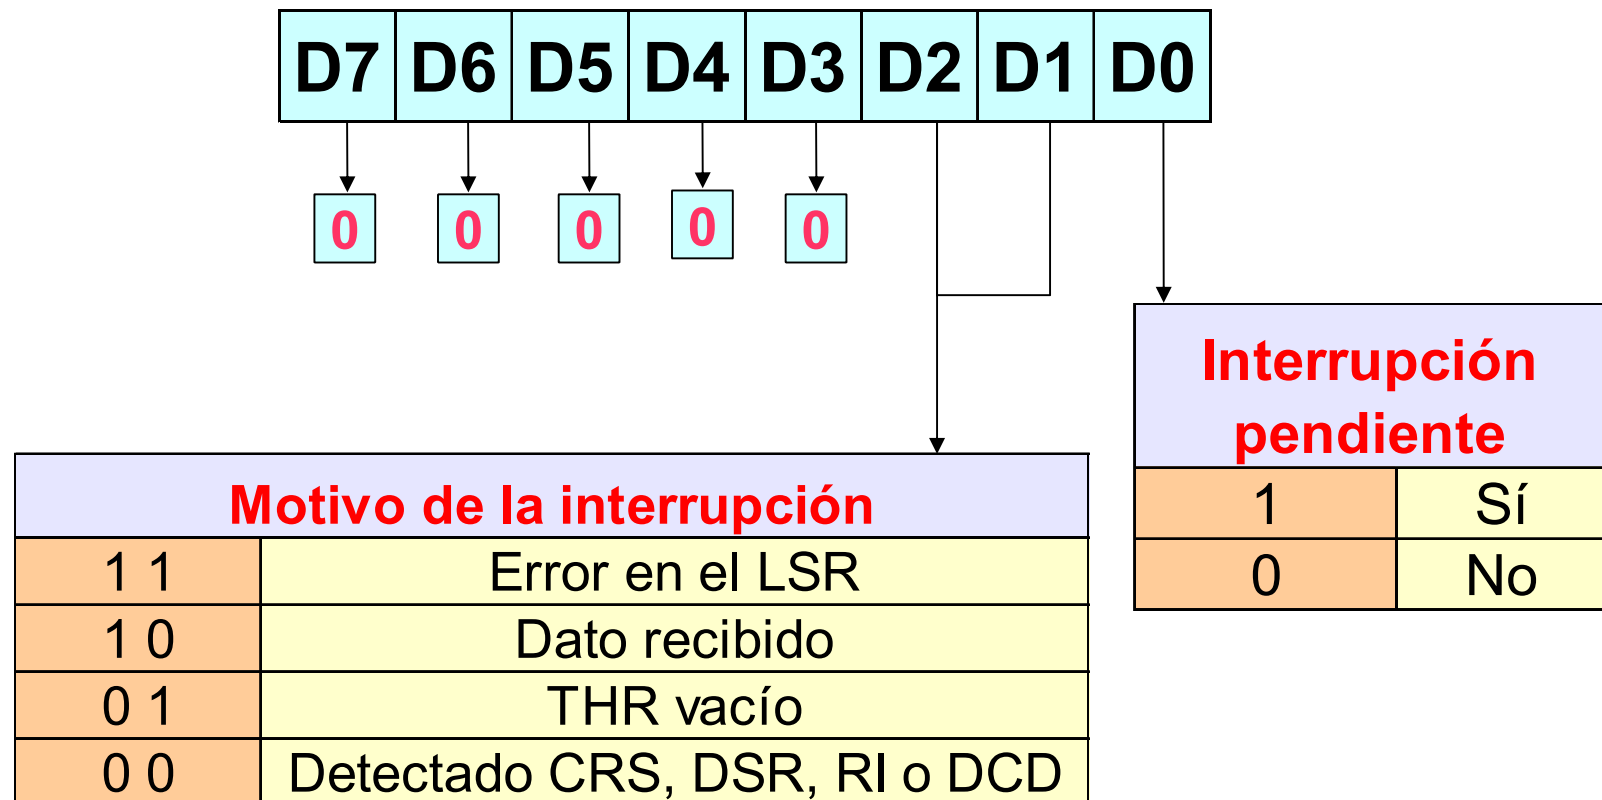 D7 D6 D5 D4 D3 D2 D1 D0
0 0 0 0 0
Interrupción
pendiente
1 Sí
0 No
Motivo de la interrupción
1 1 Error en el LSR
1 0 Dato recibido
0 1 THR vacío
0 0 Detectado CRS, DSR, RI o DCD